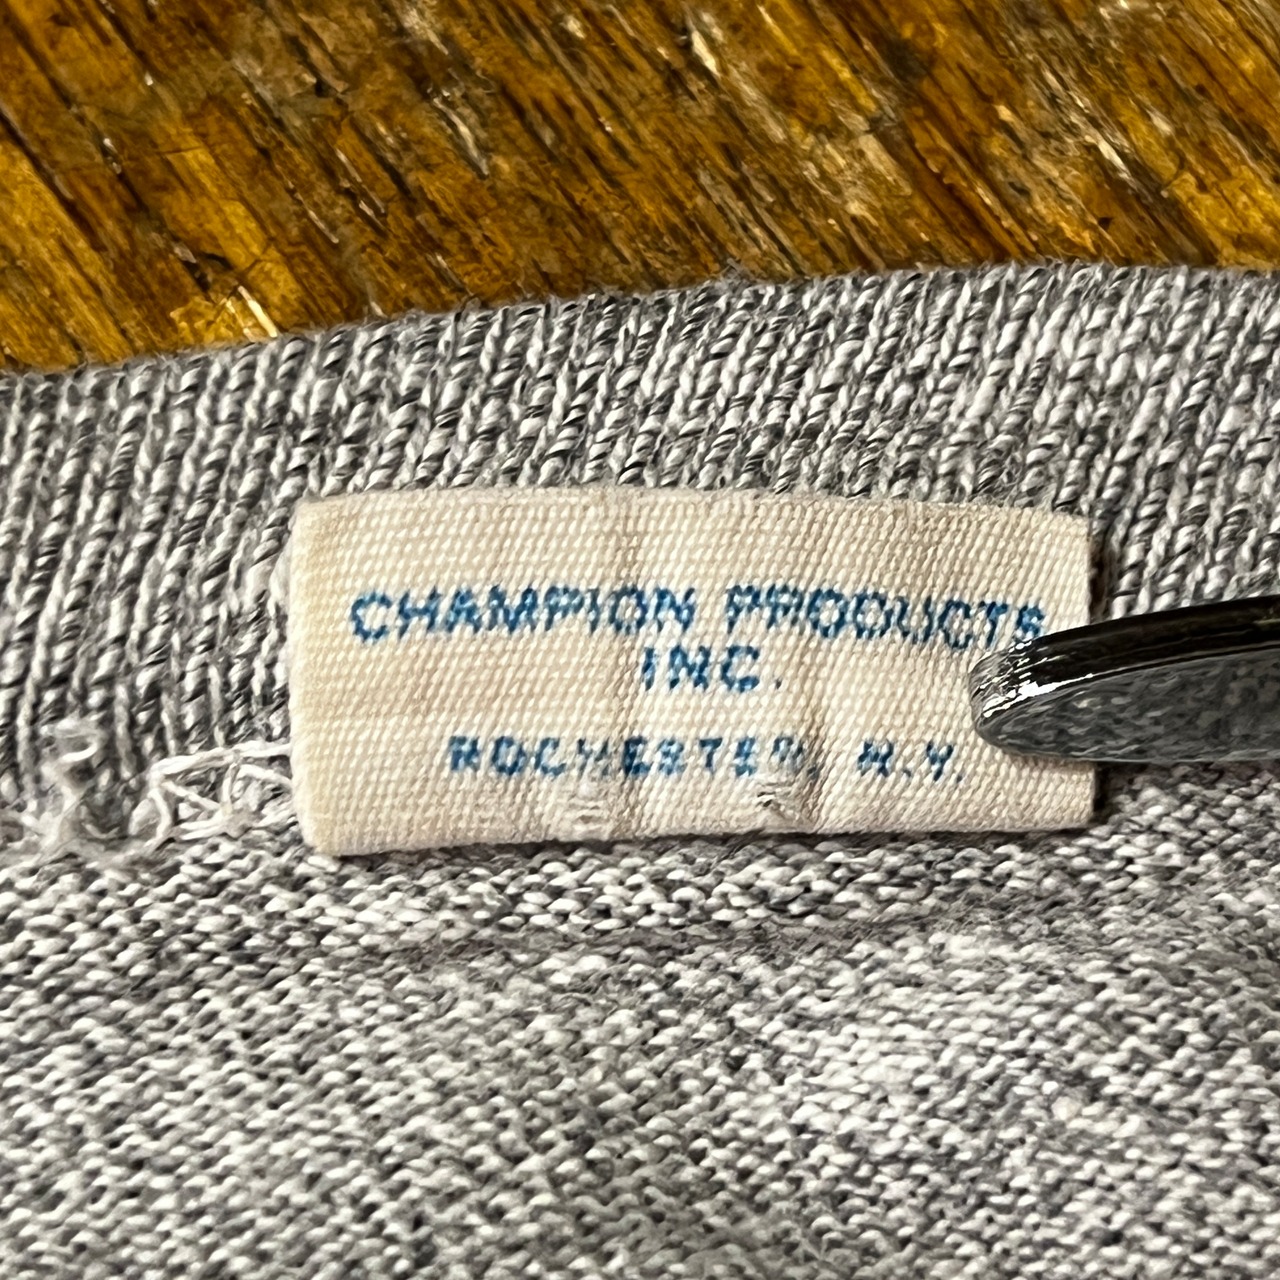 CHAMPION PRODUCTS
INC.
ROCHESTER N.Y.